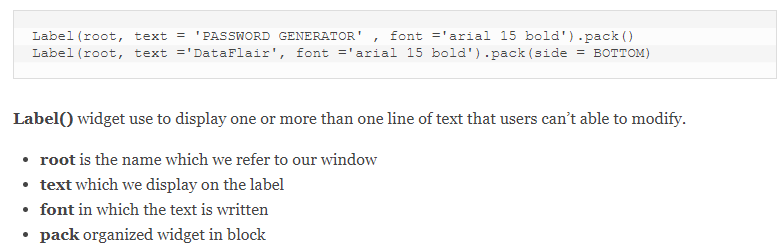 Label(root, text = 'PASSWORD GENERATOR' , font ='arial 15 bold').pack()
Label(root, text ='DataFlair', font ='arial 15 bold').pack(side = BOTTOM)
Label() widget use to display one or more than one line of text that users can’t able to modify.
• root is the name which we refer to our window
• text which we display on the label
• font in which the text is written
• pack organized widget in block